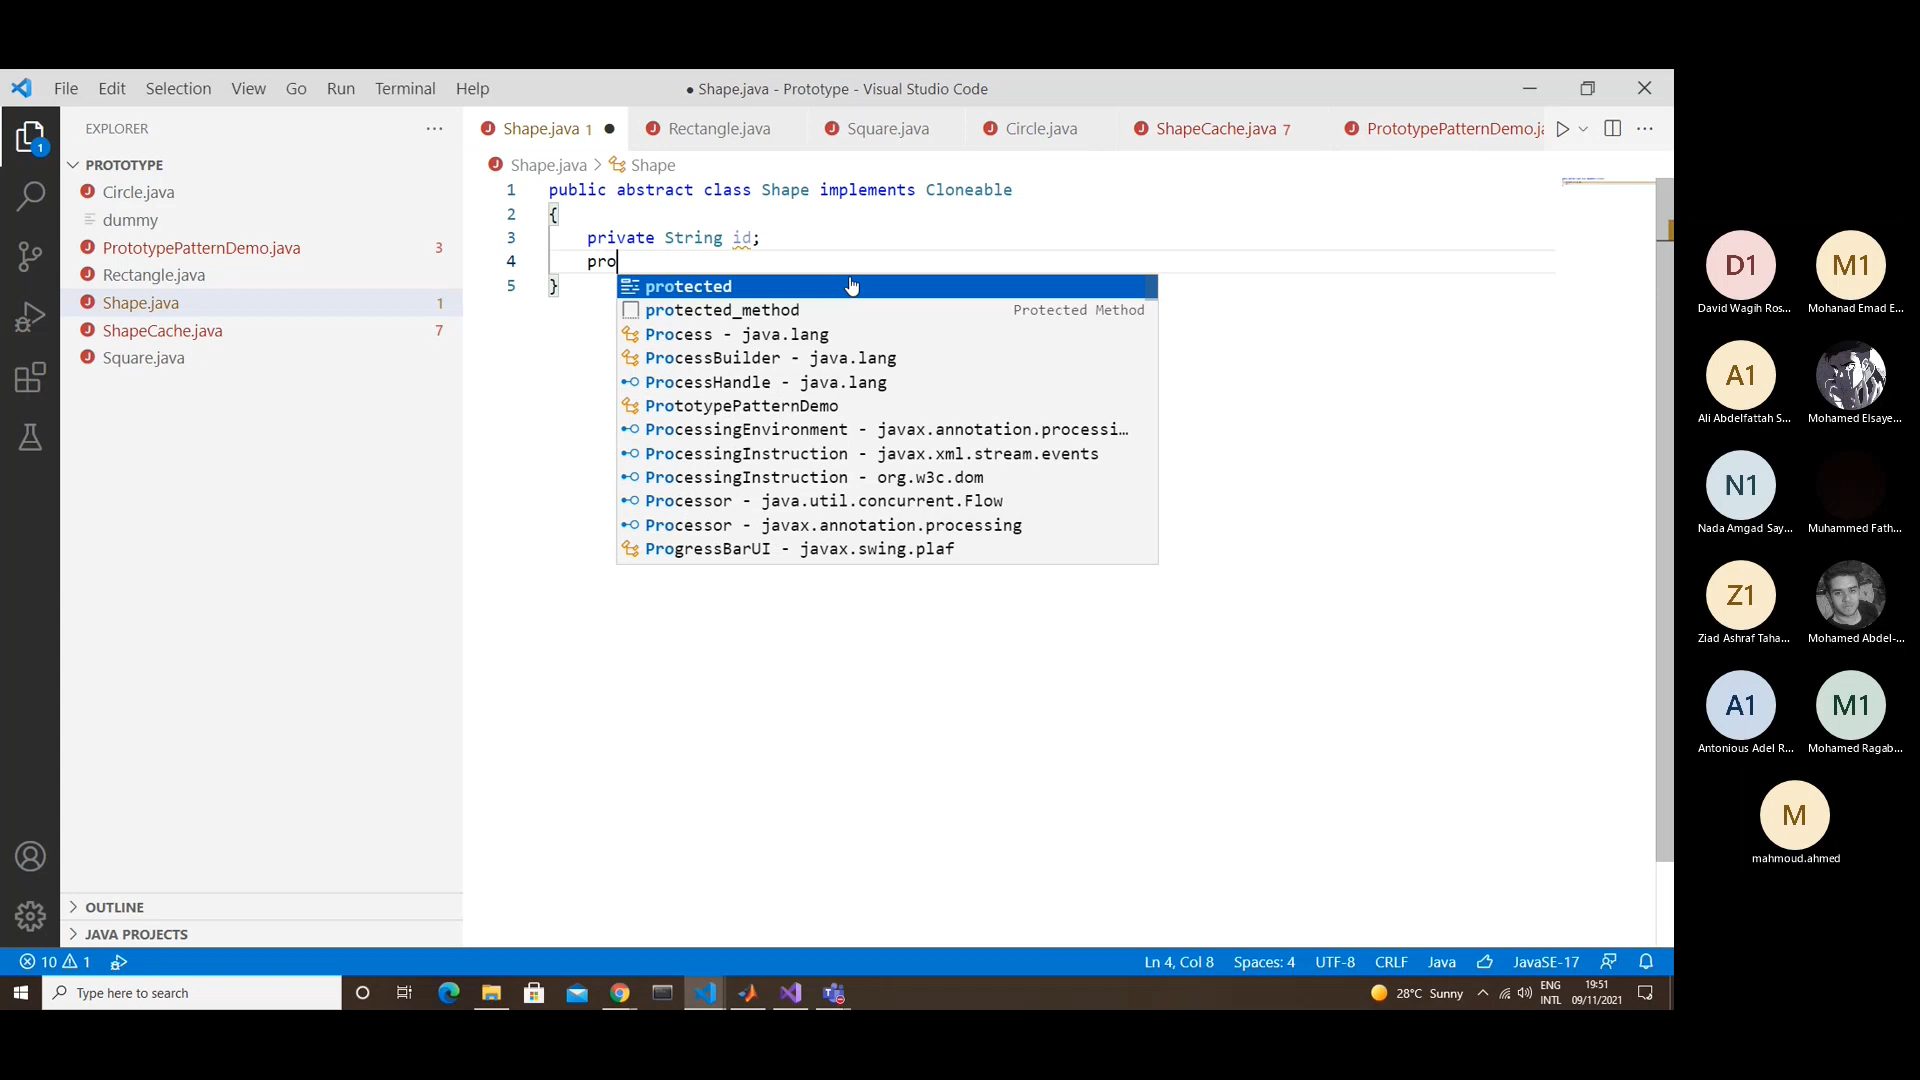 File Edit Selection View Go Run Terminal Help
● Shape.java - Prototype - Visual Studio Code
EXPLORER
Shape.java 1
Rectangle.java
Square.java
Circle.java
ShapeCache.java 7
PrototypePatternDemo.ja
1
PROTOTYPE
Circle.java
dummy
PrototypePatternDemo.java 3
Rectangle.java
Shape.java 1
ShapeCache.java 7
Square.java
Shape.java > Shape
1 public abstract class Shape implements Cloneable
2 {
3 private String id;
4 pro
5 }
protected
protected_method Protected Method
Process - java.lang
ProcessBuilder - java.lang
ProcessHandle - java.lang
PrototypePatternDemo
ProcessingEnvironment - javax.annotation.processi…
ProcessingInstruction - javax.xml.stream.events
ProcessingInstruction - org.w3c.dom
Processor - java.util.concurrent.Flow
Processor - javax.annotation.processing
ProgressBarUI - javax.swing.plaf
OUTLINE
JAVA PROJECTS
10 1
Ln 4, Col 8 Spaces: 4 UTF-8 CRLF Java JavaSE-17
Type here to search
28°C Sunny
ENG
INTL
19:51
09/11/2021
D1
David Wagih Ros...
M1
Mohanad Emad E...
A1
Ali Abdelfattah S...
Mohamed Elsaye...
N1
Nada Amgad Say...
Muhammed Fath...
Z1
Ziad Ashraf Taha...
Mohamed Abdel-...
A1
Antonious Adel R...
M1
Mohamed Ragab...
M
mahmoud.ahmed